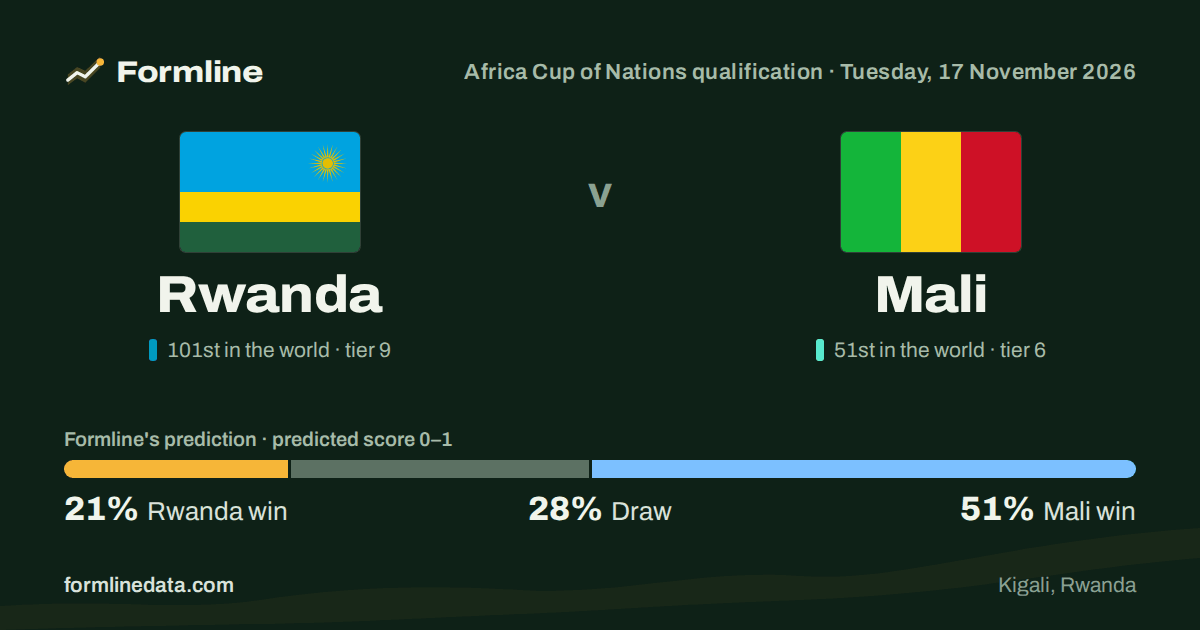 Formline
Africa Cup of Nations qualification · Tuesday, 17 November 2026
v
Rwanda
Mali
101st in the world · tier 9
51st in the world · tier 6
Formline's prediction · predicted score 0–1
21% Rwanda win
28% Draw
51% Mali win
formlinedata.com
Kigali, Rwanda